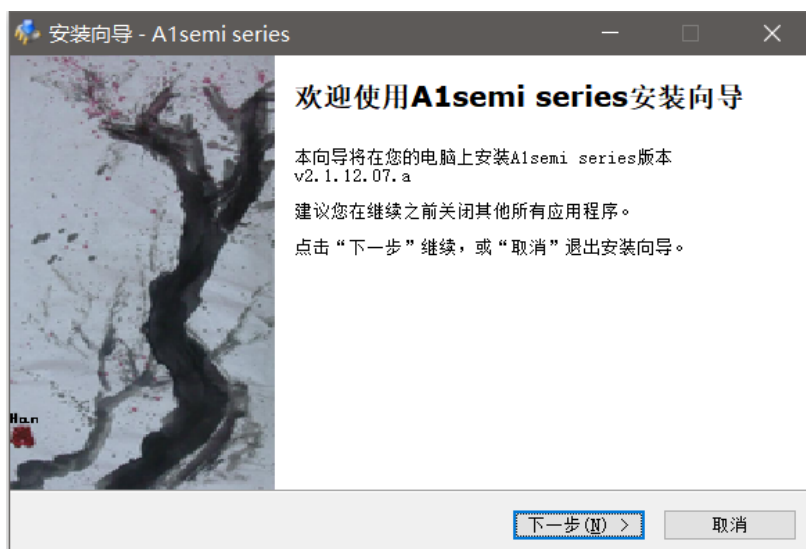 安装向导 - A1semi series
欢迎使用A1semi series安装向导
本向导将在您的电脑上安装A1semi series版本
v2.1.12.07.a
建议您在继续之前关闭其他所有应用程序。
点击“下一步”继续，或“取消”退出安装向导。
Han
下一步(N) >
取消